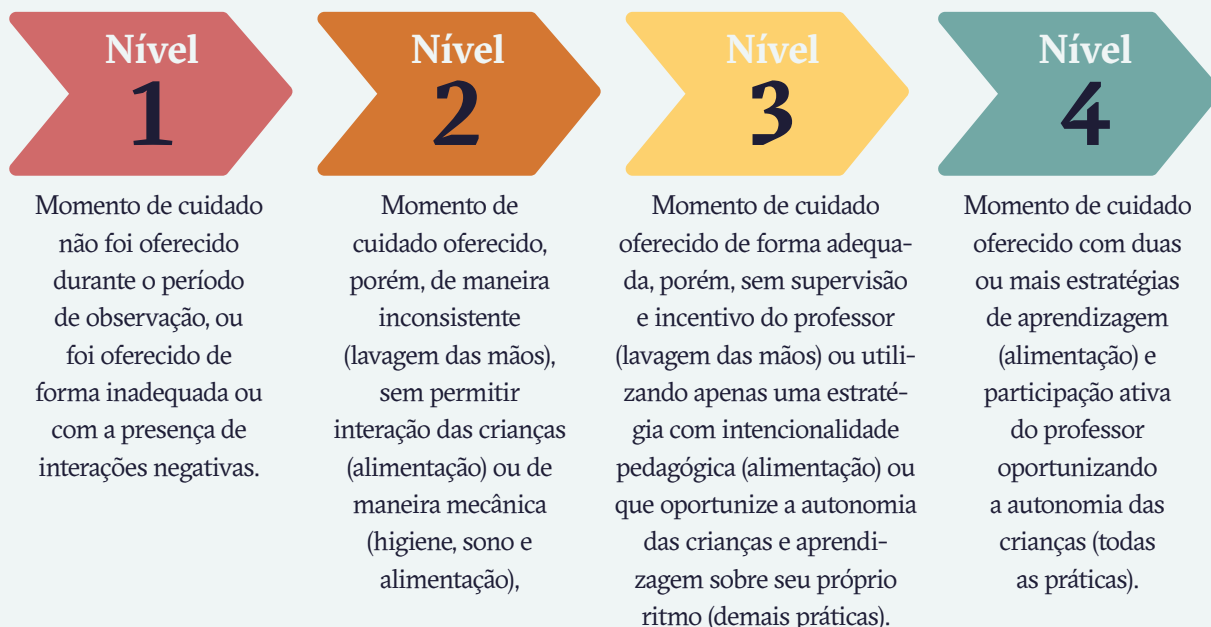 Nível
1
Momento de cuidado
não foi oferecido
durante o período
de observação, ou
foi oferecido de
forma inadequada ou
com a presença de
interações negativas.
Nível
2
Momento de
cuidado oferecido,
porém, de maneira
inconsistente
(lavagem das mãos),
sem permitir
interação das crianças
(alimentação) ou de
maneira mecânica
(higiene, sono e
alimentação),
Nível
3
Momento de cuidado
oferecido de forma adequa-
da, porém, sem supervisão
e incentivo do professor
(lavagem das mãos) ou utili-
zando apenas uma estraté-
gia com intencionalidade
pedagógica (alimentação) ou
que oportunize a autonomia
das crianças e aprendi-
zagem sobre seu próprio
ritmo (demais práticas).
Nível
4
Momento de cuidado
oferecido com duas
ou mais estratégias
de aprendizagem
(alimentação) e
participação ativa
do professor
oportunizando
a autonomia das
crianças (todas
as práticas).